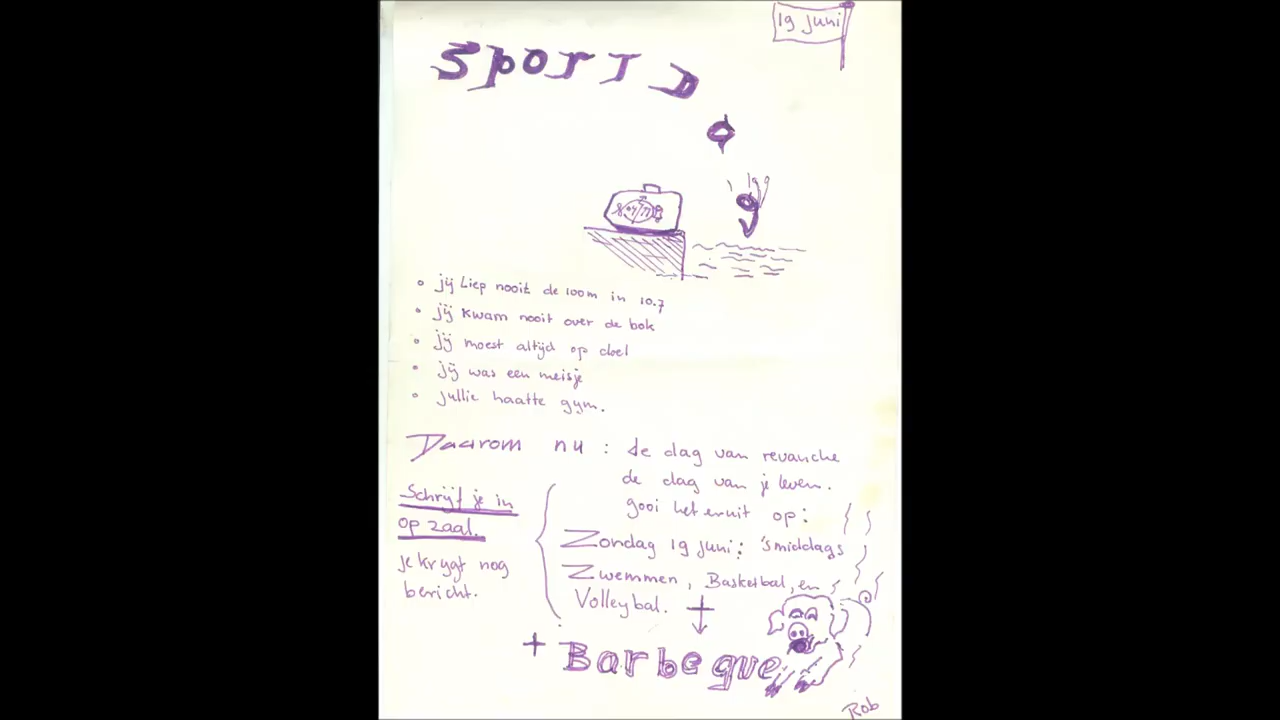 19 juni
SPORTDag
• jij Liep nooit de 100m in 10.7
• jij kwam nooit over de bok
• jij moest altijd op doel
• jij was een meisje
• jullie haatte gym.
Daarom nu : de dag van revanche
de dag van je leven.
gooi het eruit op:
Schrijf je in
op zaal.
je krygt nog
bericht.
Zondag 19 juni: 'smiddags
Zwemmen, Basketbal, en
Volleybal.
+ Barbeque
Rob